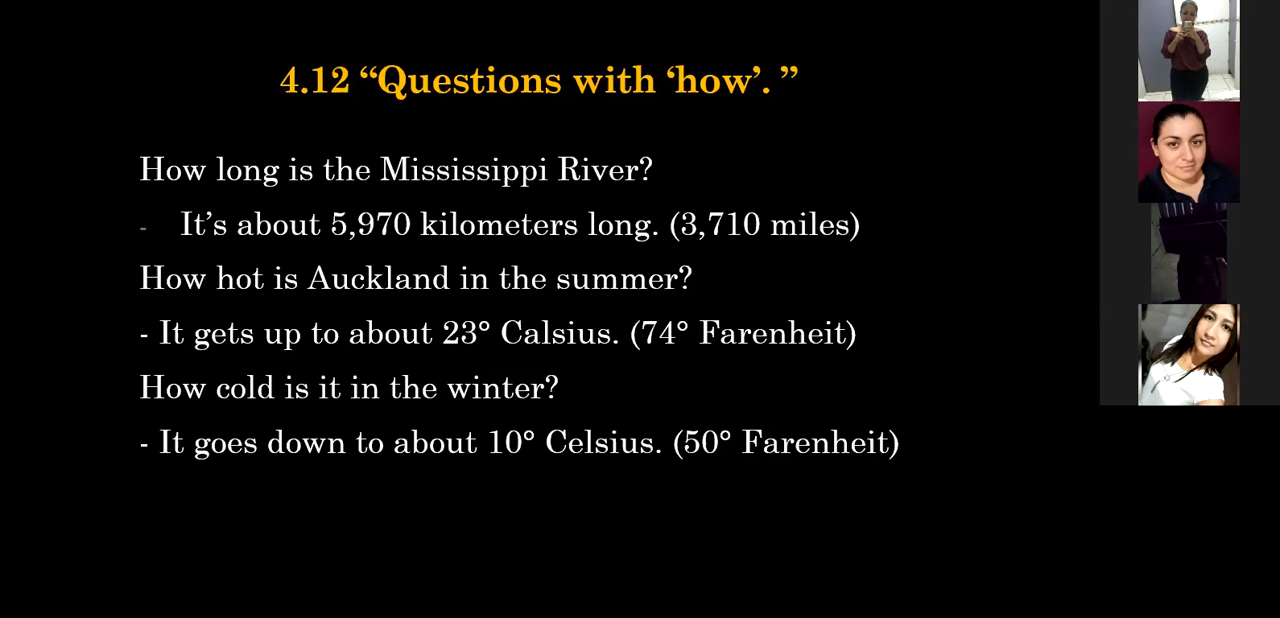 4.12 “Questions with ‘how’. ”
How long is the Mississippi River?
- It’s about 5,970 kilometers long. (3,710 miles)
How hot is Auckland in the summer?
- It gets up to about 23° Calsius. (74° Farenheit)
How cold is it in the winter?
- It goes down to about 10° Celsius. (50° Farenheit)